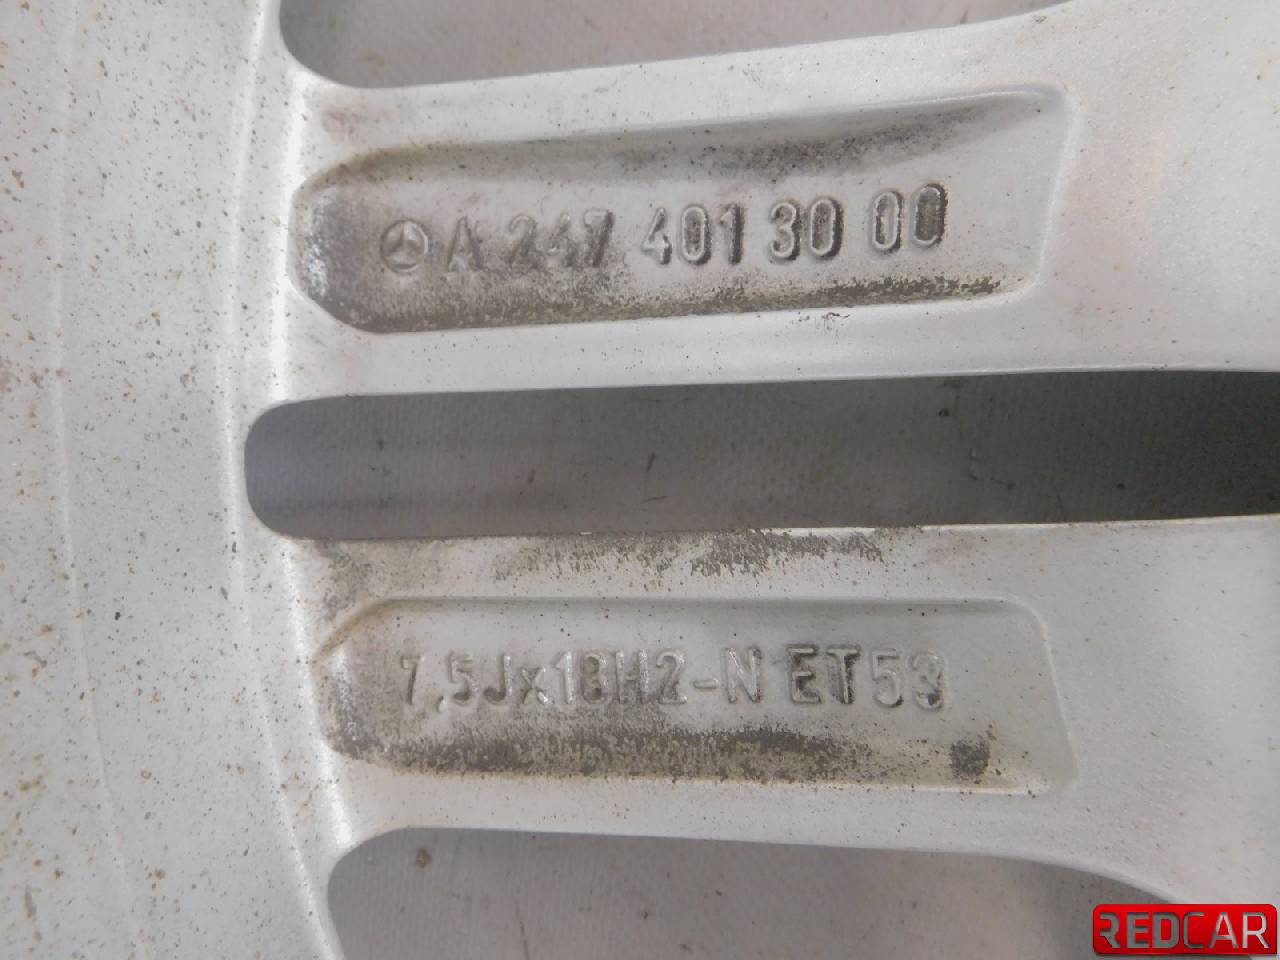 A 247 401 30 00
7,5Jx18H2-N ET53
REDCAR